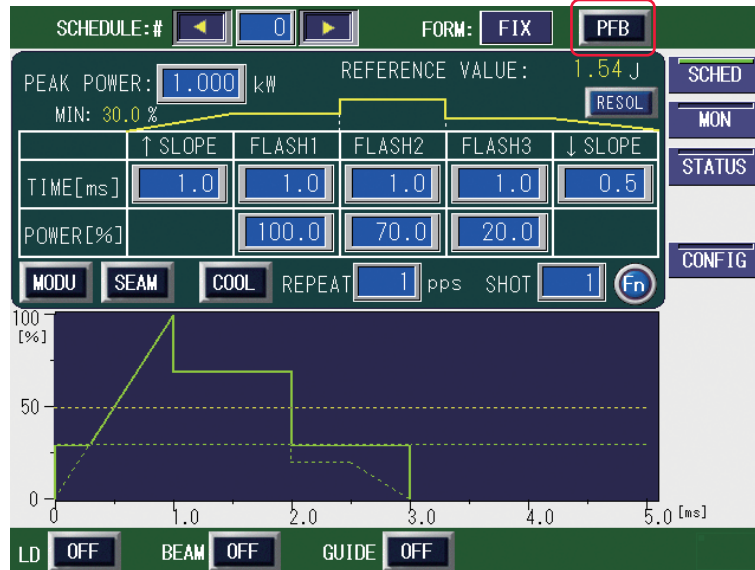 SCHEDULE:# 0 FORM: FIX PFB
PEAK POWER: 1.000 kW REFERENCE VALUE: 1.54 J SCHED
MIN: 30.0 % RESOL MON
↑ SLOPE FLASH1 FLASH2 FLASH3 ↓ SLOPE STATUS
TIME[ms] 1.0 1.0 1.0 1.0 0.5
POWER[%] 100.0 70.0 20.0
CONFIG
MODU SEAM COOL REPEAT 1 pps SHOT 1 Fn
100
[%]
50
0
0 1.0 2.0 3.0 4.0 5.0 [ms]
LD OFF BEAM OFF GUIDE OFF